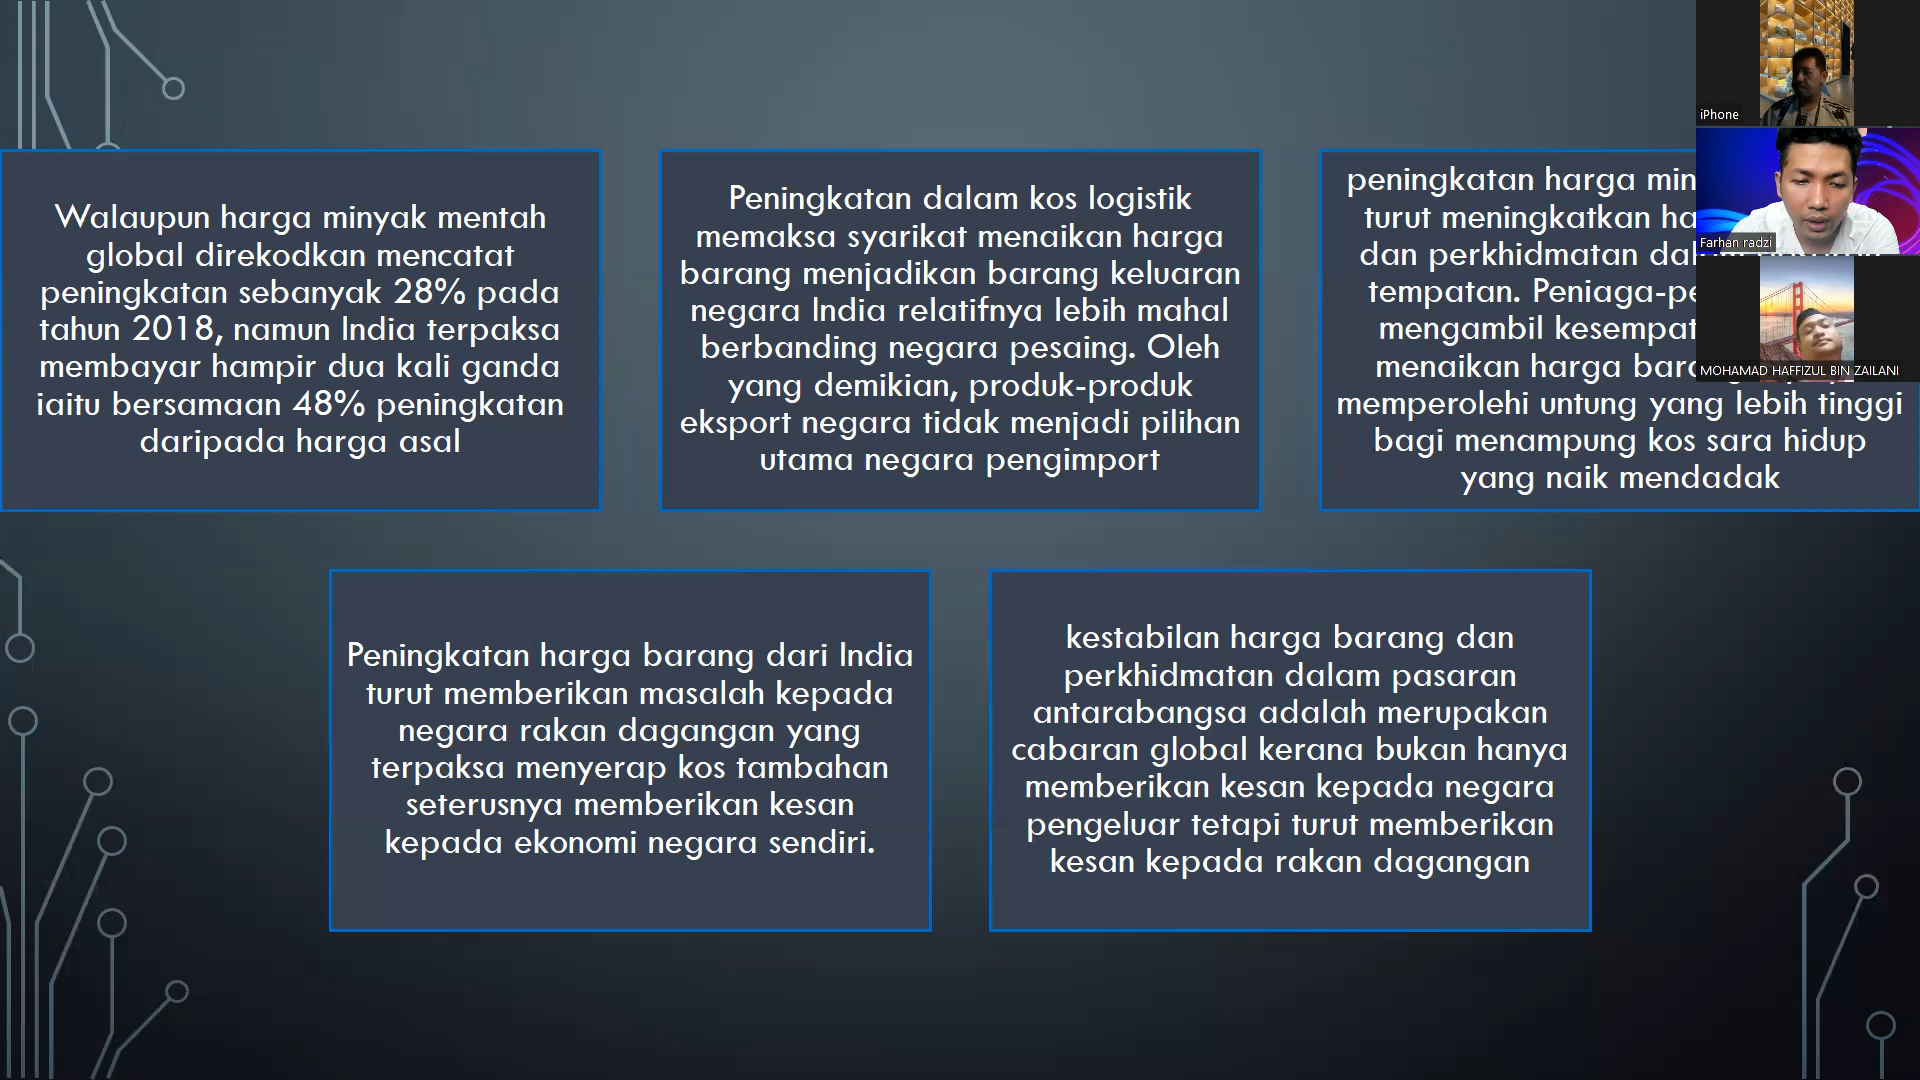 Walaupun harga minyak mentah
global direkodkan mencatat
peningkatan sebanyak 28% pada
tahun 2018, namun India terpaksa
membayar hampir dua kali ganda
iaitu bersamaan 48% peningkatan
daripada harga asal
Peningkatan dalam kos logistik
memaksa syarikat menaikan harga
barang menjadikan barang keluaran
negara India relatifnya lebih mahal
berbanding negara pesaing. Oleh
yang demikian, produk-produk
eksport negara tidak menjadi pilihan
utama negara pengimport
peningkatan harga
turut meningkatkan
dan perkhidmatan
tempatan.
mengambil
menaikan harga
memperolehi untung yang lebih tinggi
bagi menampung kos sara hidup
yang naik mendadak
Peningkatan harga barang dari India
turut memberikan masalah kepada
negara rakan dagangan yang
terpaksa menyerap kos tambahan
seterusnya memberikan kesan
kepada ekonomi negara sendiri.
kestabilan harga barang dan
perkhidmatan dalam pasaran
antarabangsa adalah merupakan
cabaran global kerana bukan hanya
memberikan kesan kepada negara
pengeluar tetapi turut memberikan
kesan kepada rakan dagangan
iPhone
Farhan radzi
MOHAMAD HAFFIZUL BIN ZAILANI